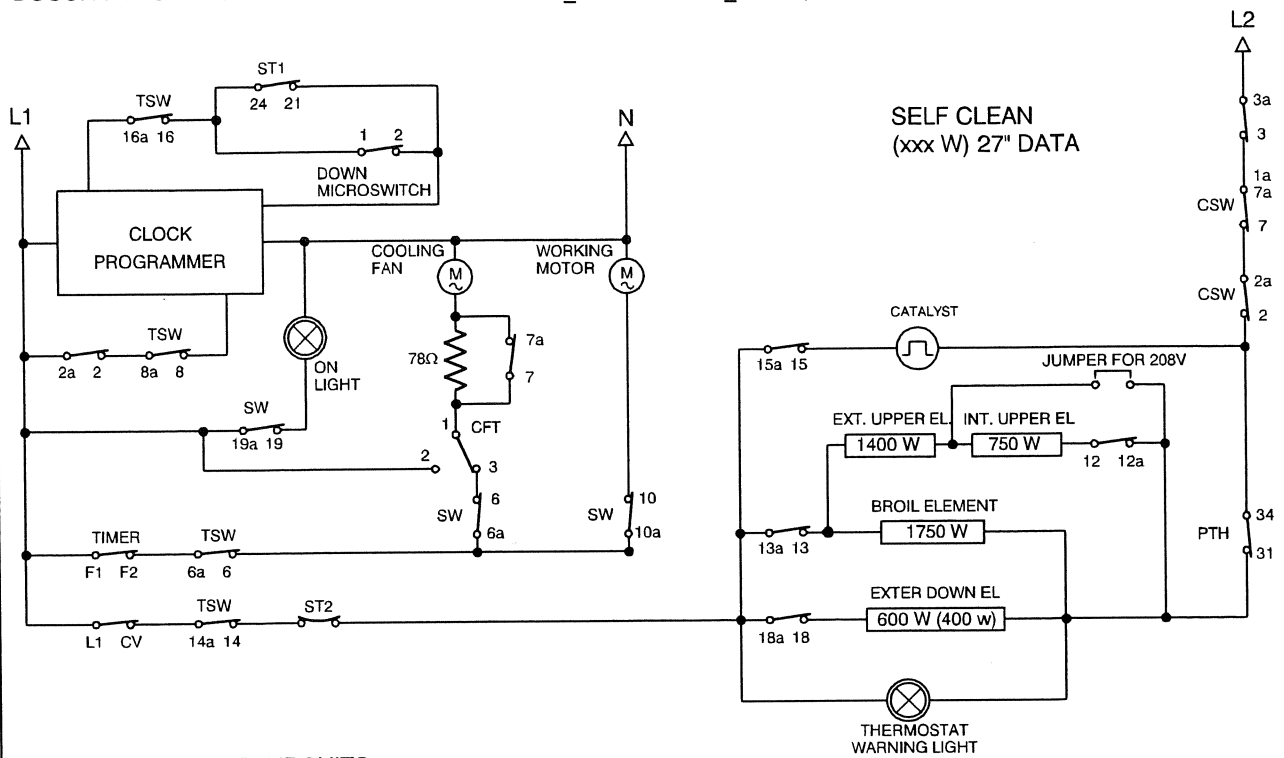 L2
ST1
24 21
TSW
16a 16
3a
3
L1
N
SELF CLEAN
(xxx W) 27" DATA
1 2
DOWN
MICROSWITCH
1a
7a
CSW
7
CLOCK
PROGRAMMER
COOLING
FAN
WORKING
MOTOR
M
M
2a
CSW
2
CATALYST
TSW
2a 2 8a 8
ON
LIGHT
78Ω
7a
7
15a 15
JUMPER FOR 208V
SW
19a 19
1
CFT
2
3
EXT. UPPER EL.
INT. UPPER EL
1400 W
750 W
12 12a
6
SW
6a
10
SW
10a
BROIL ELEMENT
1750 W
13a 13
34
PTH
31
TIMER
F1 F2
TSW
6a 6
EXTER DOWN EL
600 W (400 w)
18a 18
L1 CV
TSW
14a 14
ST2
THERMOSTAT
WARNING LIGHT